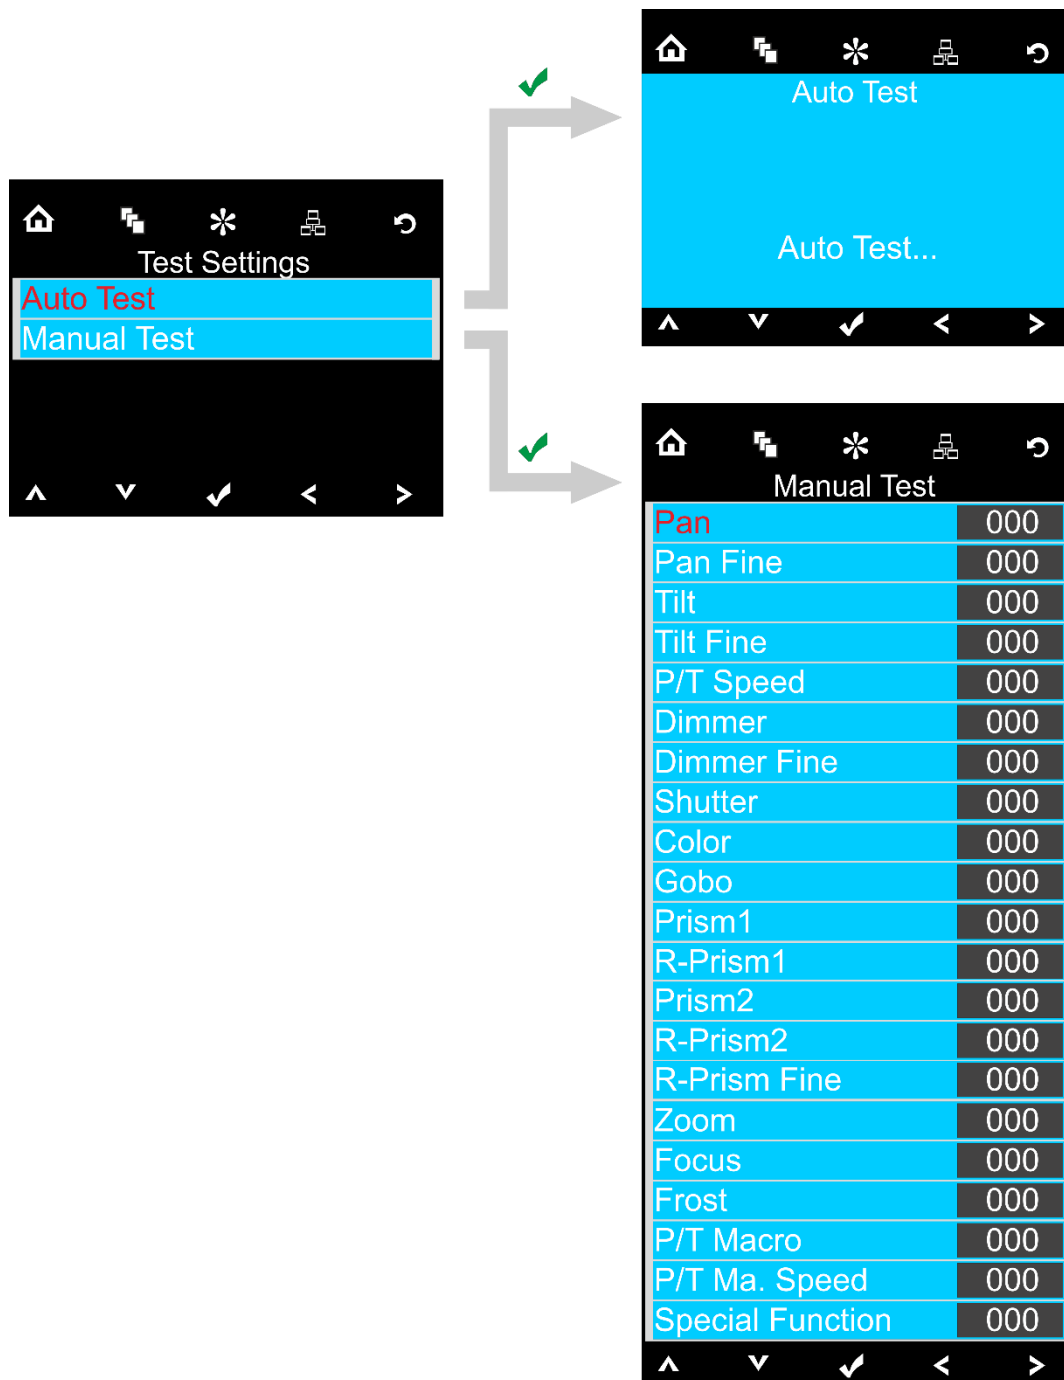 Test Settings
Auto Test
Manual Test
Auto Test
Auto Test...
Manual Test
Pan 000
Pan Fine 000
Tilt 000
Tilt Fine 000
P/T Speed 000
Dimmer 000
Dimmer Fine 000
Shutter 000
Color 000
Gobo 000
Prism1 000
R-Prism1 000
Prism2 000
R-Prism2 000
R-Prism Fine 000
Zoom 000
Focus 000
Frost 000
P/T Macro 000
P/T Ma. Speed 000
Special Function 000